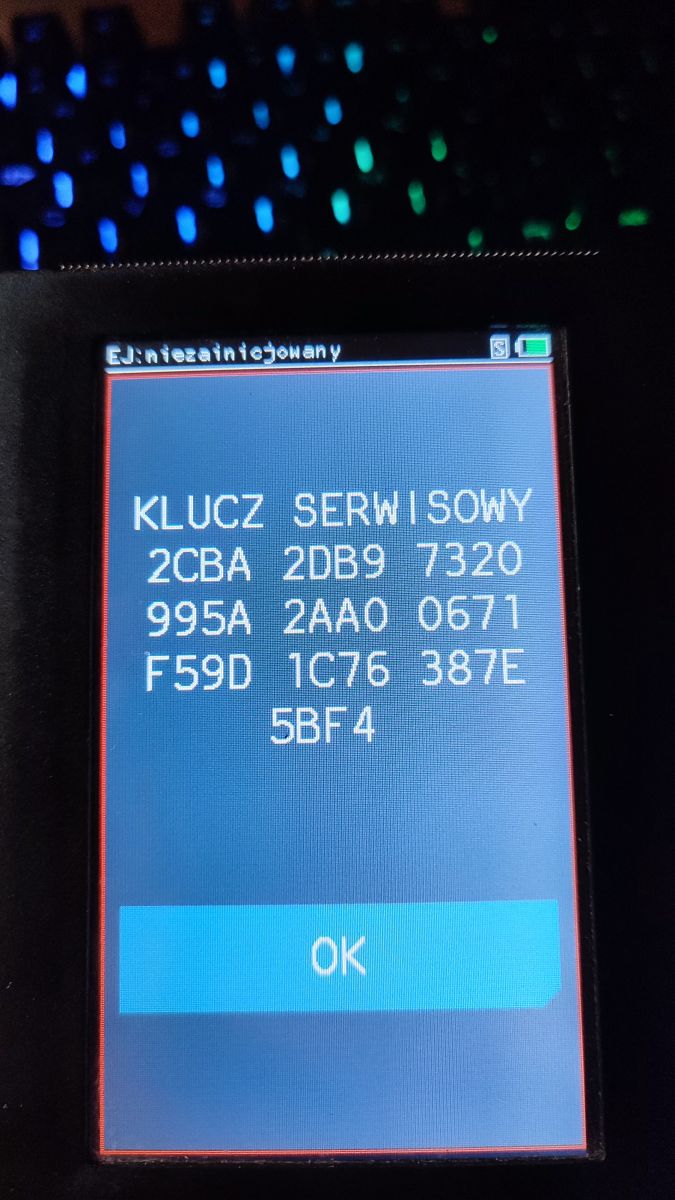 EJ:niezainicjowany S
KLUCZ SERWISOWY
2CBA 2DB9 7320
995A 2AA0 0671
F59D 1C76 387E
5BF4
OK